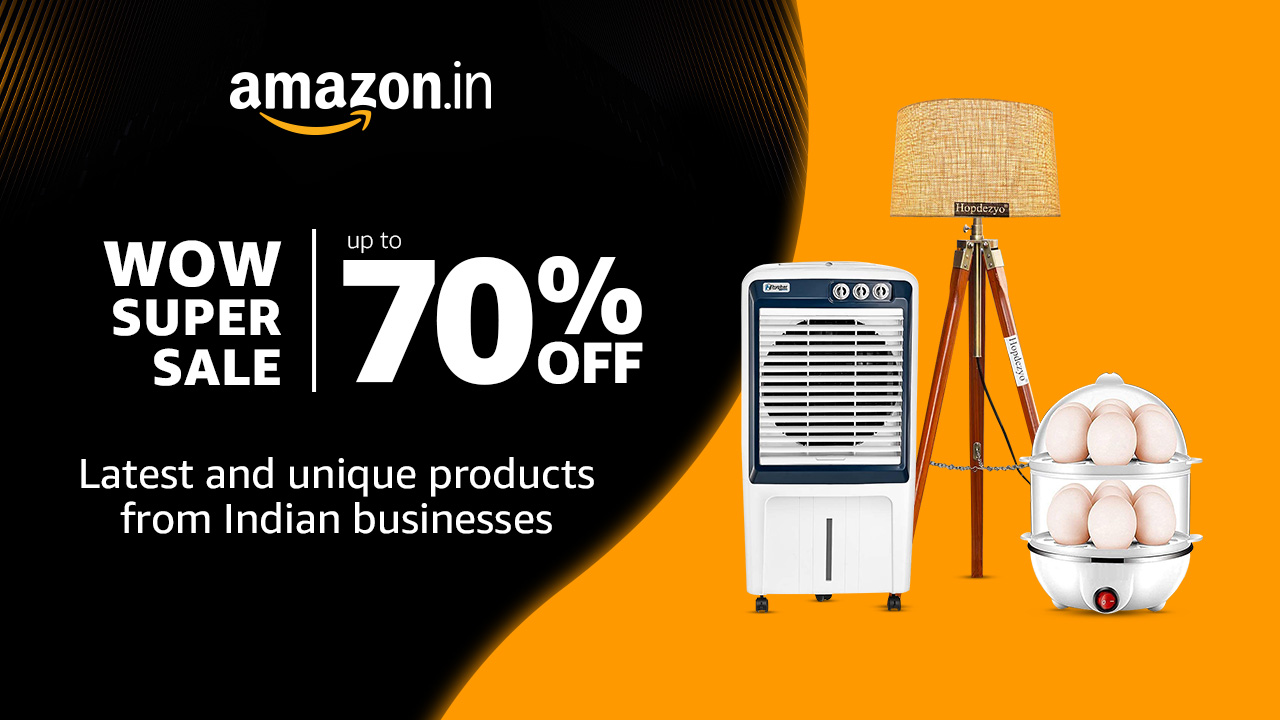 amazon.in
WOW
SUPER
SALE
up to
70%
OFF
Latest and unique products
from Indian businesses
Hopdezyo
Hopdezyo